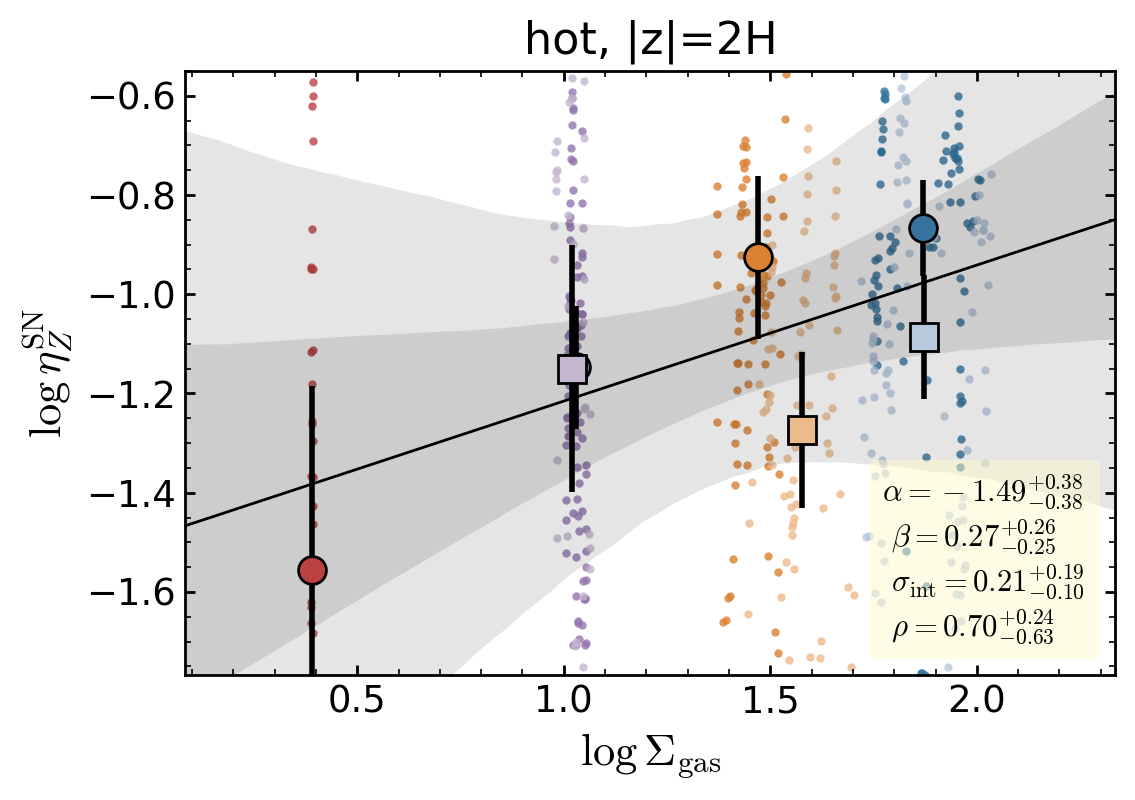 hot, |z|=2H
−0.6
−0.8
−1.0
−1.2
−1.4
−1.6
log η_Z^SN
α = −1.49^{+0.38}_{−0.38}
β = 0.27^{+0.26}_{−0.25}
σ_int = 0.21^{+0.19}_{−0.10}
ρ = 0.70^{+0.24}_{−0.63}
0.5 1.0 1.5 2.0
log Σ_gas